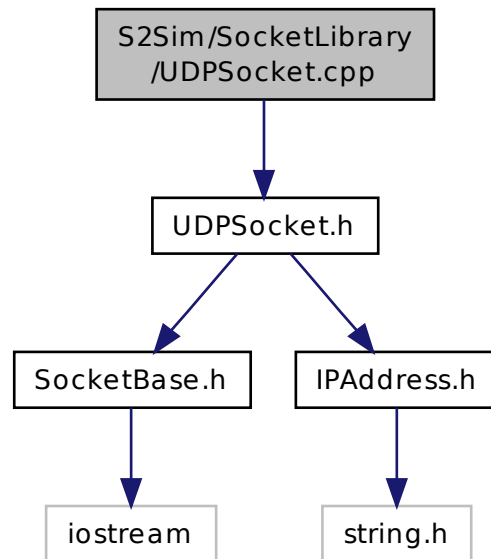 S2Sim/SocketLibrary
/UDPSocket.cpp
UDPSocket.h
SocketBase.h
IPAddress.h
iostream
string.h